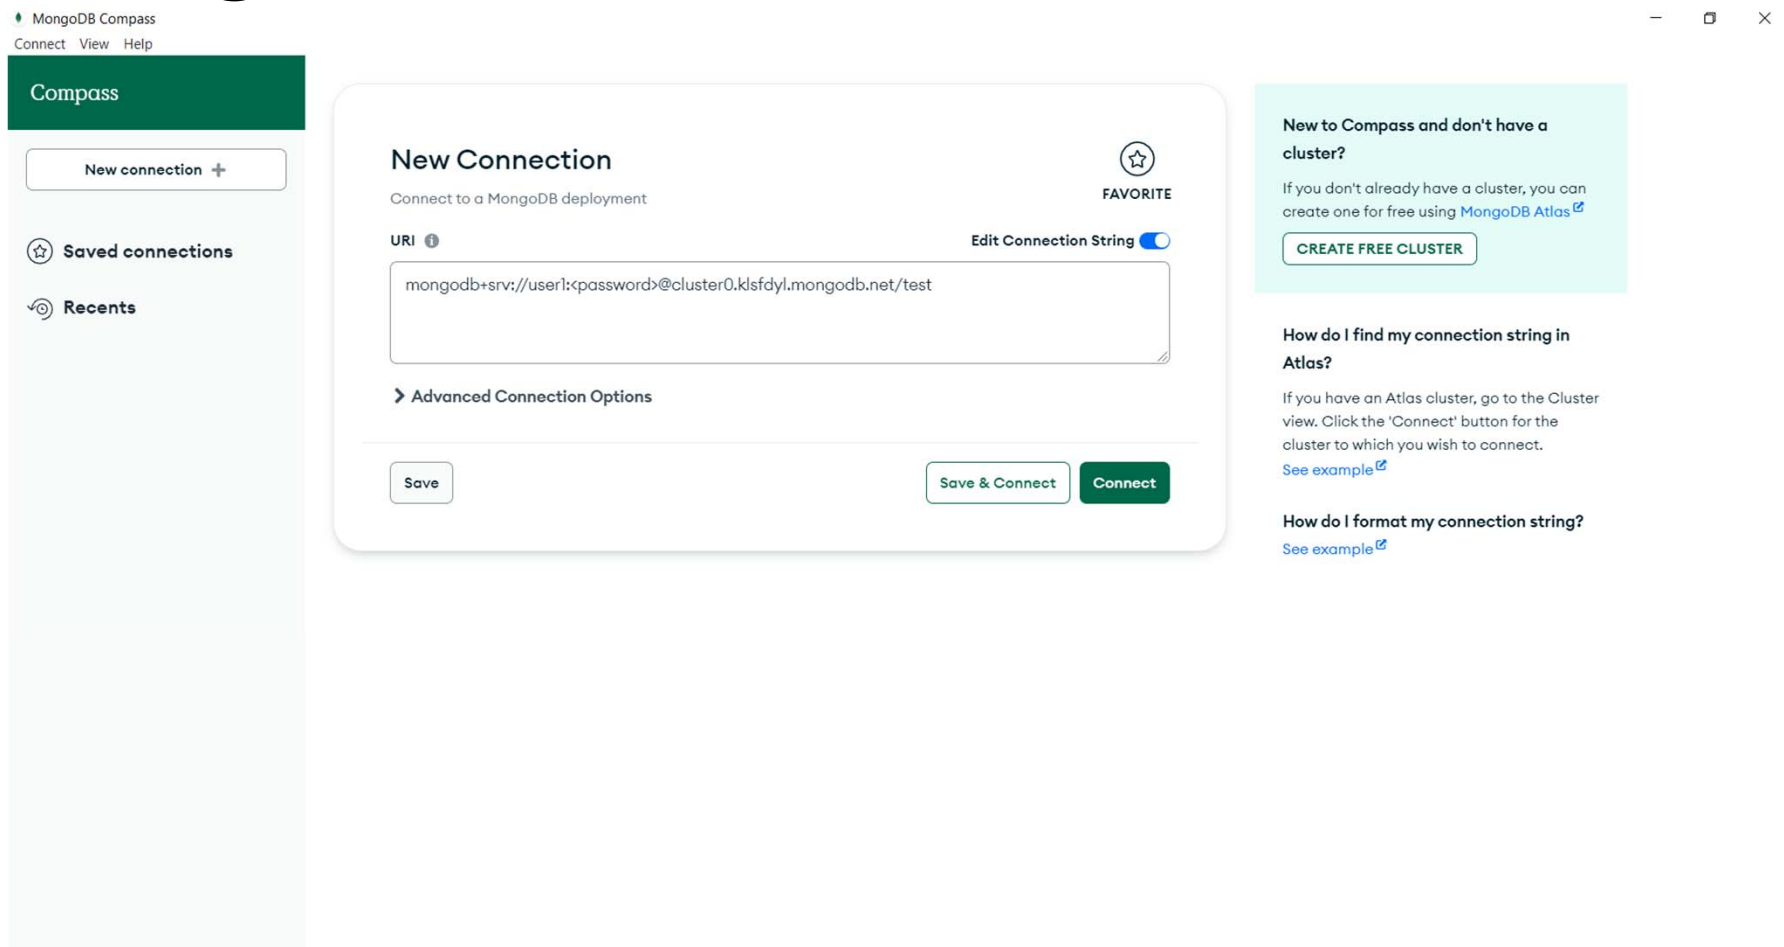 MongoDB Compass
Connect View Help
Compass
New connection
Saved connections
Recents
New Connection
Connect to a MongoDB deployment
FAVORITE
URI
Edit Connection String
mongodb+srv://user1:<password>@cluster0.klsfdyl.mongodb.net/test
Advanced Connection Options
Save
Save & Connect
Connect
New to Compass and don't have a
cluster?
If you don't already have a cluster, you can
create one for free using MongoDB Atlas
CREATE FREE CLUSTER
How do I find my connection string in
Atlas?
If you have an Atlas cluster, go to the Cluster
view. Click the 'Connect' button for the
cluster to which you wish to connect.
See example
How do I format my connection string?
See example